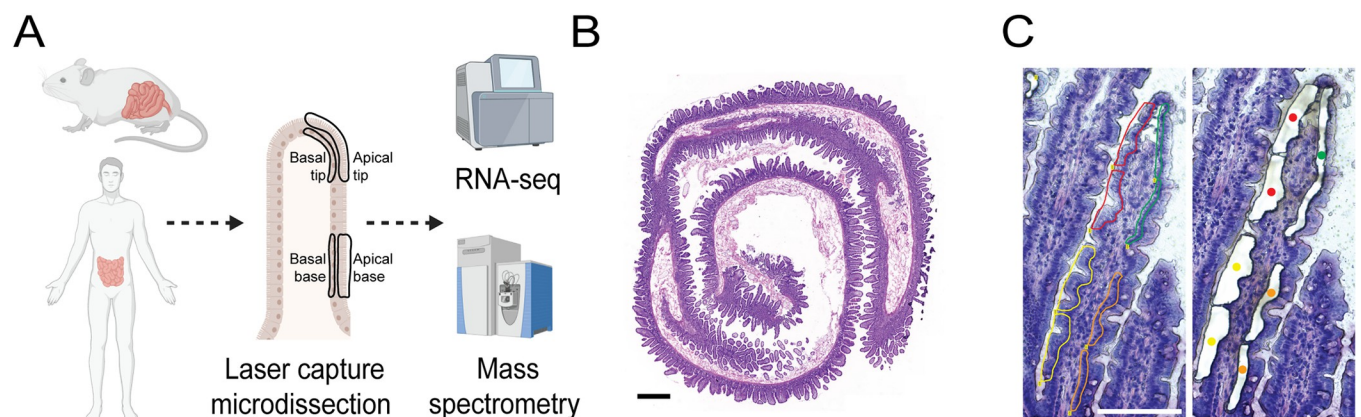 A
B
C
Basal
tip
Apical
tip
Basal
base
Apical
base
RNA-seq
Laser capture
microdissection
Mass
spectrometry